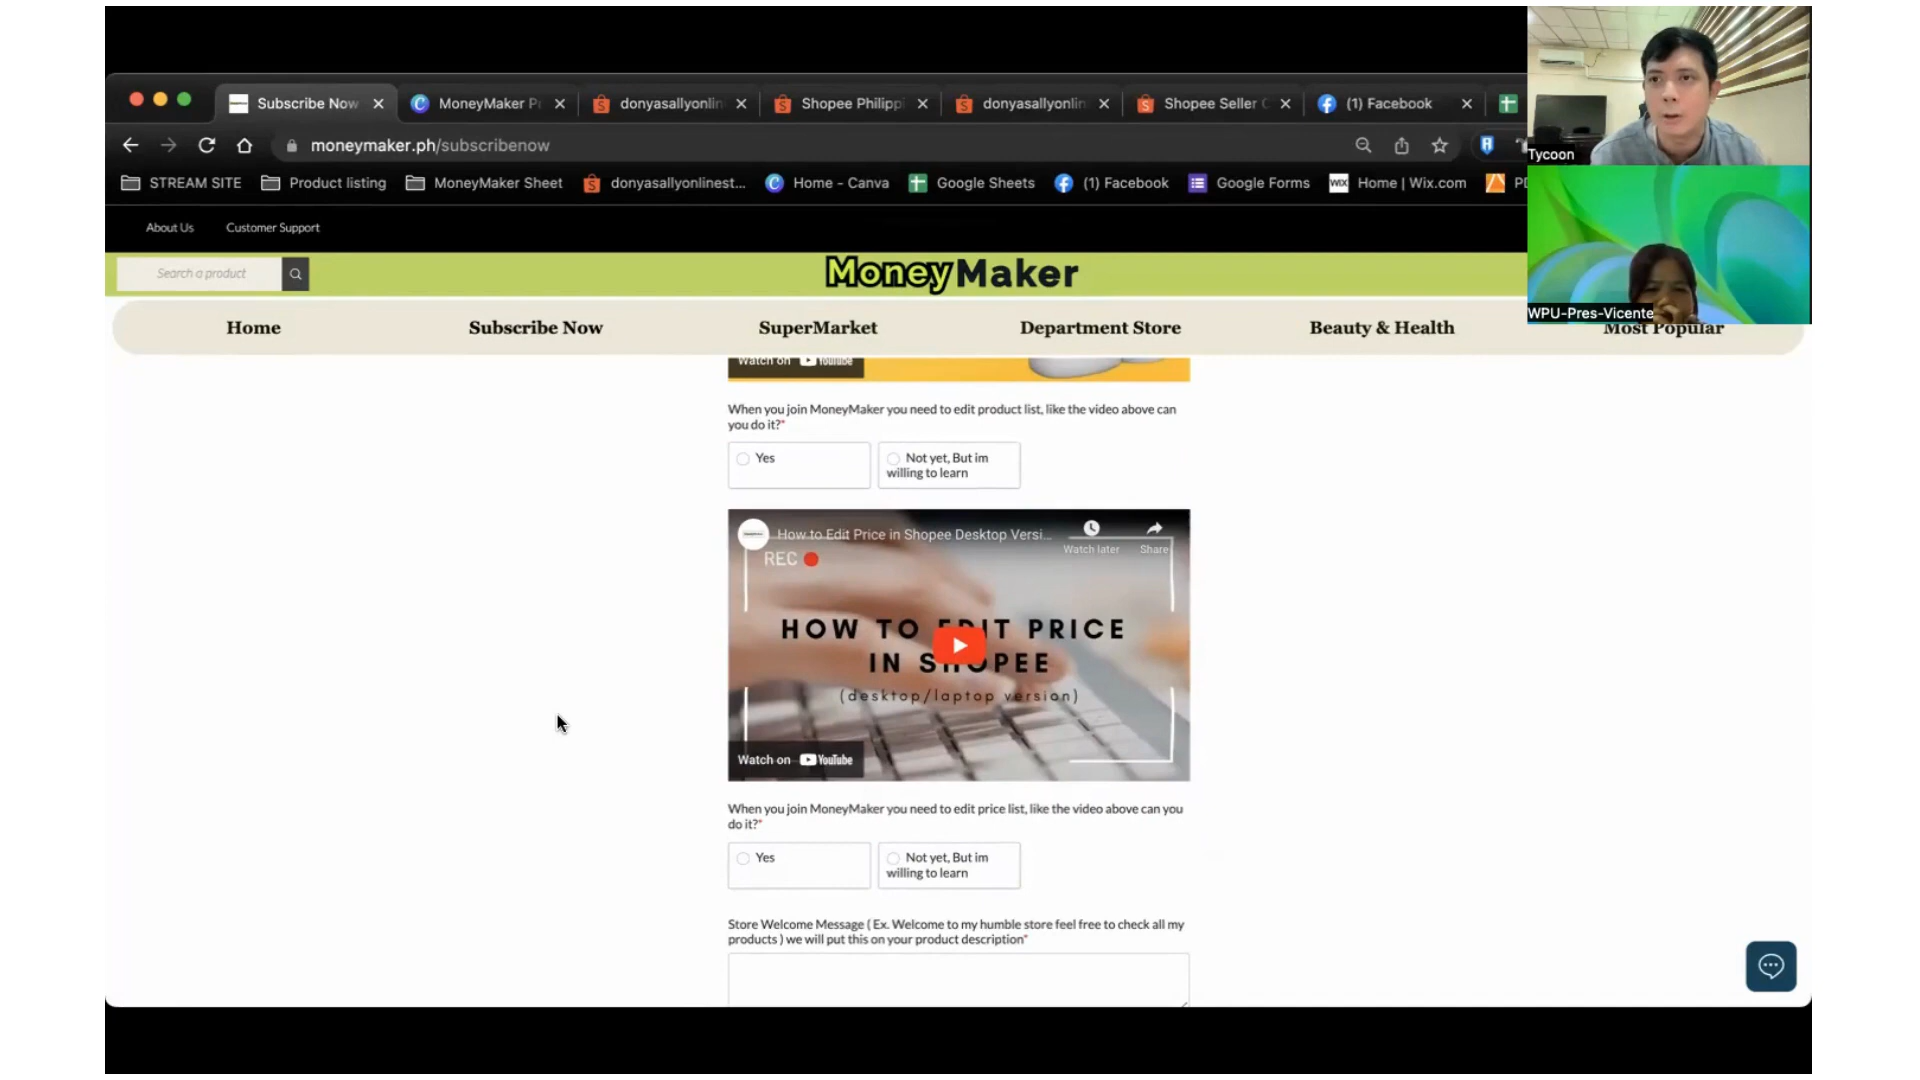 Subscribe Now
MoneyMaker P
donyasallyonlin
Shopee Philippi
donyasallyonlin
Shopee Seller C
(1) Facebook
moneymaker.ph/subscribenow
STREAM SITE
Product listing
MoneyMaker Sheet
donyasallyonlinest...
Home - Canva
Google Sheets
(1) Facebook
Google Forms
WIX
Home | Wix.com
Tycoon
WPU-Pres-Vicente
About Us
Customer Support
Search a product
MoneyMaker
Home
Subscribe Now
SuperMarket
Department Store
Beauty & Health
Most Popular
Watch on YouTube
When you join MoneyMaker you need to edit product list, like the video above can
you do it?*
Yes
Not yet, But im
willing to learn
How to Edit Price in Shopee Desktop Versi...
Watch later
Share
REC
HOW TO EDIT PRICE
IN SHOPEE
(desktop/laptop version)
Watch on YouTube
When you join MoneyMaker you need to edit price list, like the video above can you
do it?*
Yes
Not yet, But im
willing to learn
Store Welcome Message ( Ex. Welcome to my humble store feel free to check all my
products ) we will put this on your product description*